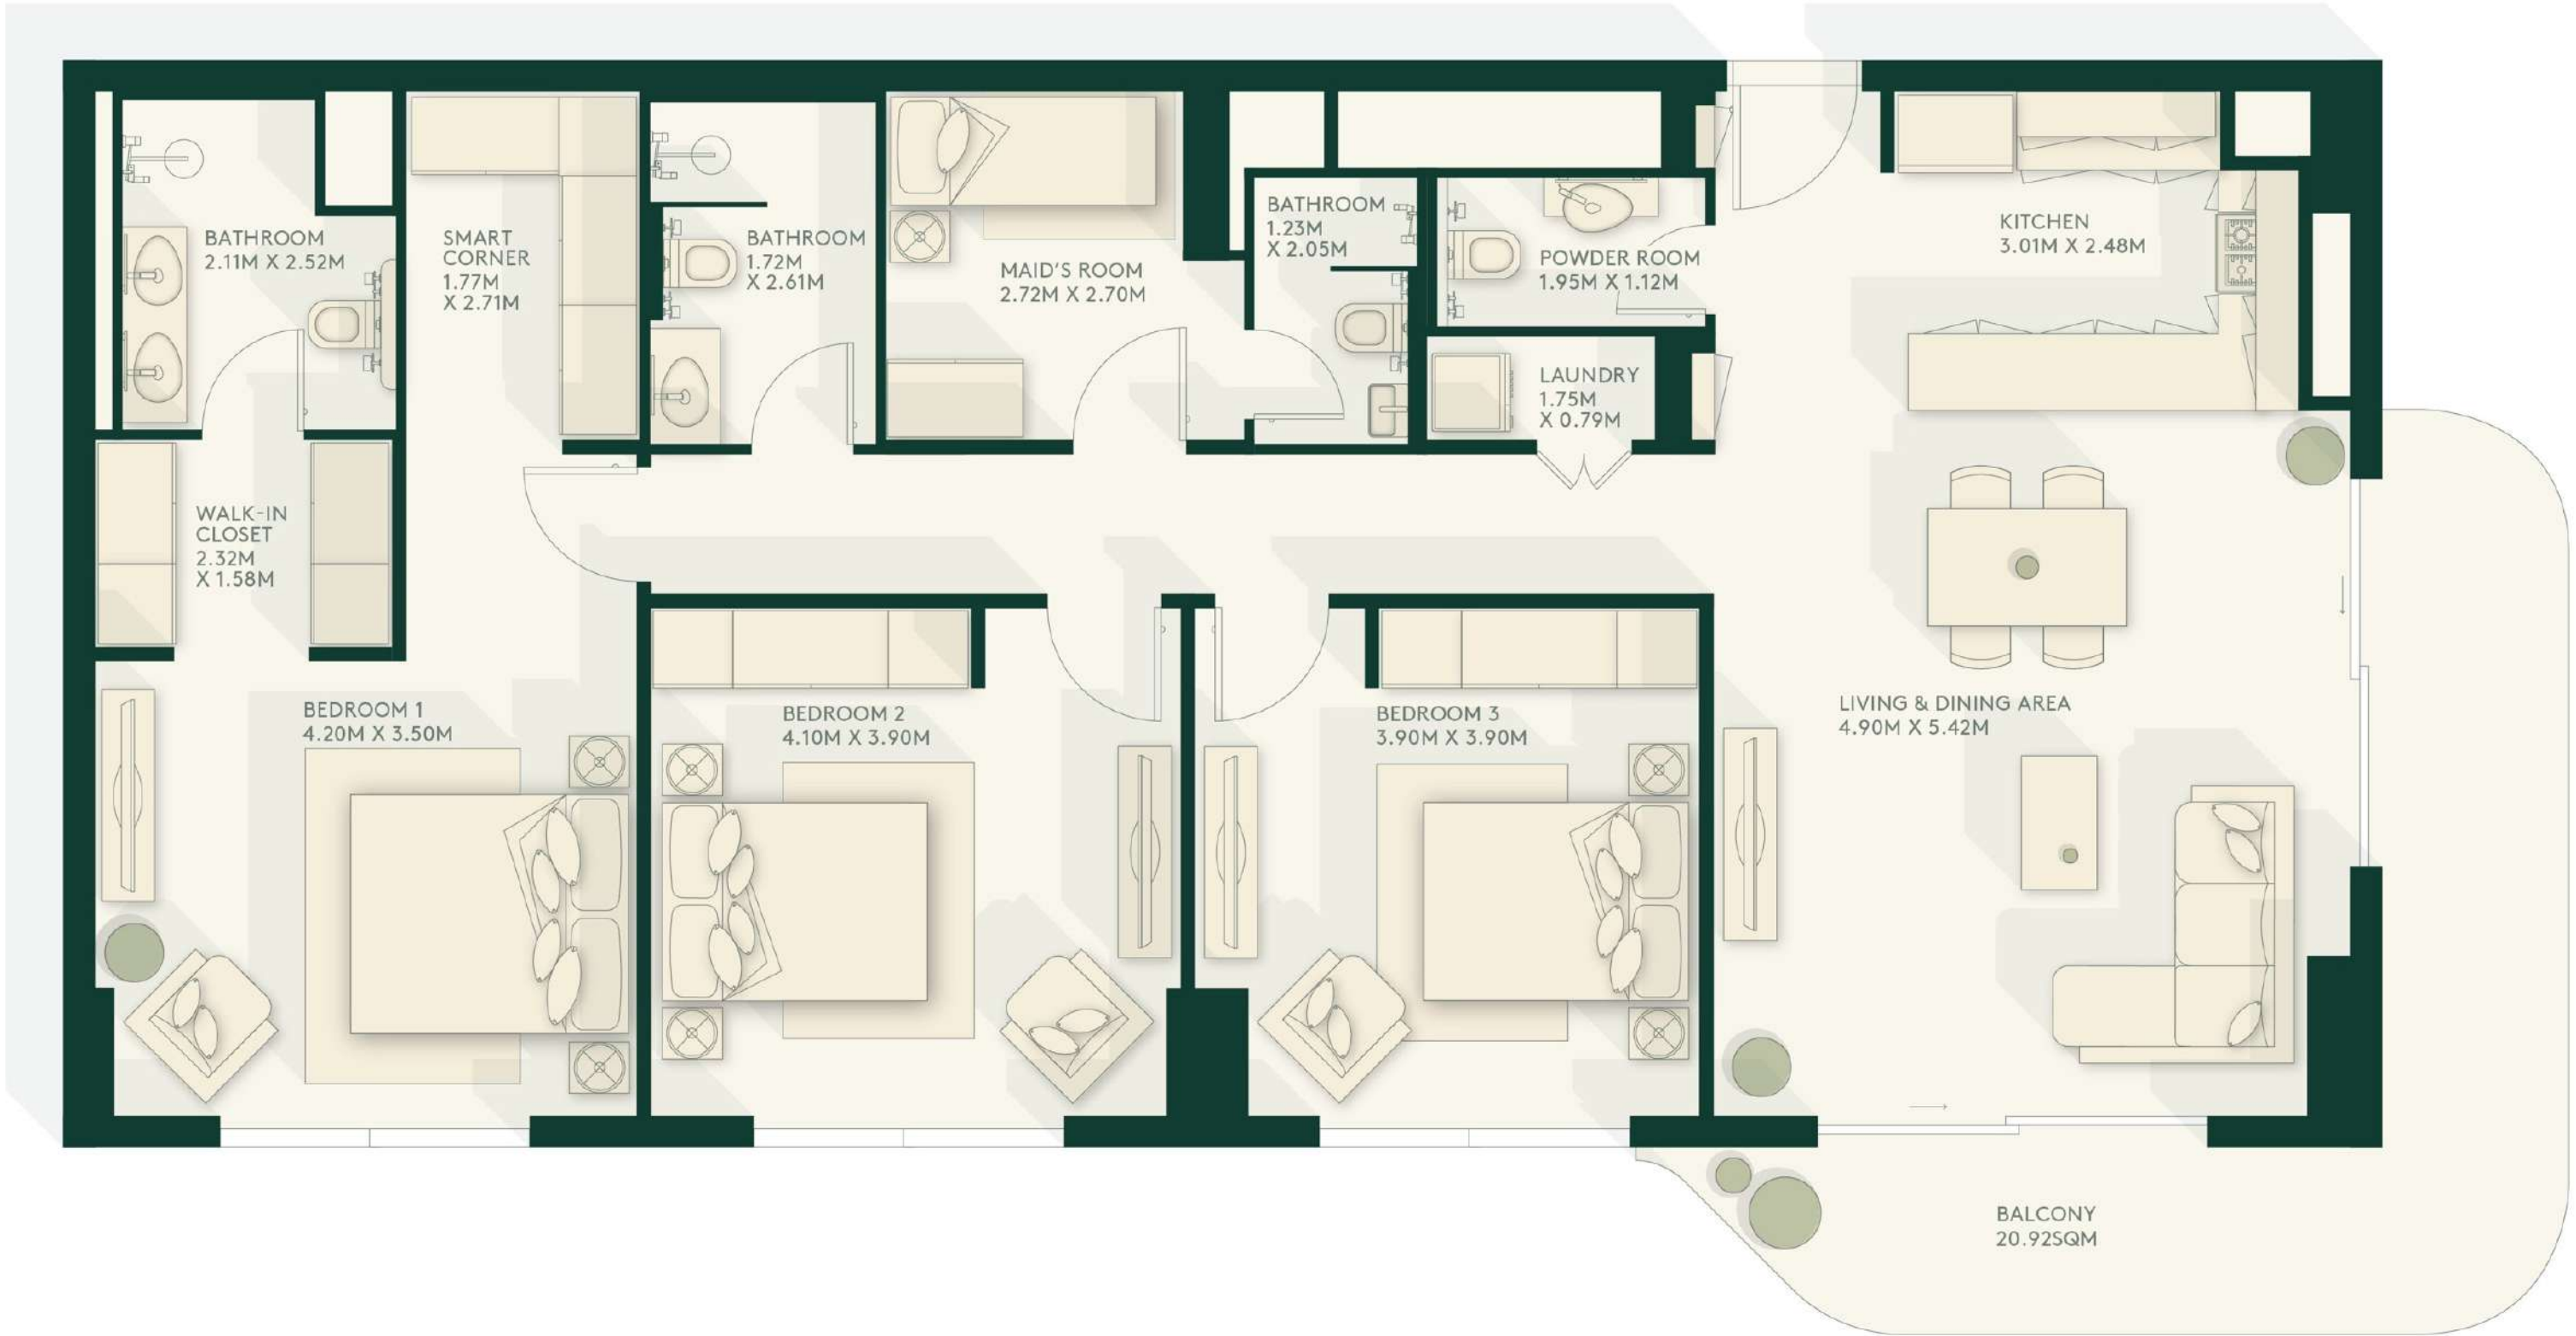 BATHROOM
2.11M X 2.52M
SMART
CORNER
1.77M
X 2.71M
BATHROOM
1.72M
X 2.61M
MAID'S ROOM
2.72M X 2.70M
BATHROOM
1.23M
X 2.05M
POWDER ROOM
1.95M X 1.12M
KITCHEN
3.01M X 2.48M
LAUNDRY
1.75M
X 0.79M
WALK-IN
CLOSET
2.32M
X 1.58M
BEDROOM 1
4.20M X 3.50M
BEDROOM 2
4.10M X 3.90M
BEDROOM 3
3.90M X 3.90M
LIVING & DINING AREA
4.90M X 5.42M
BALCONY
20.92SQM